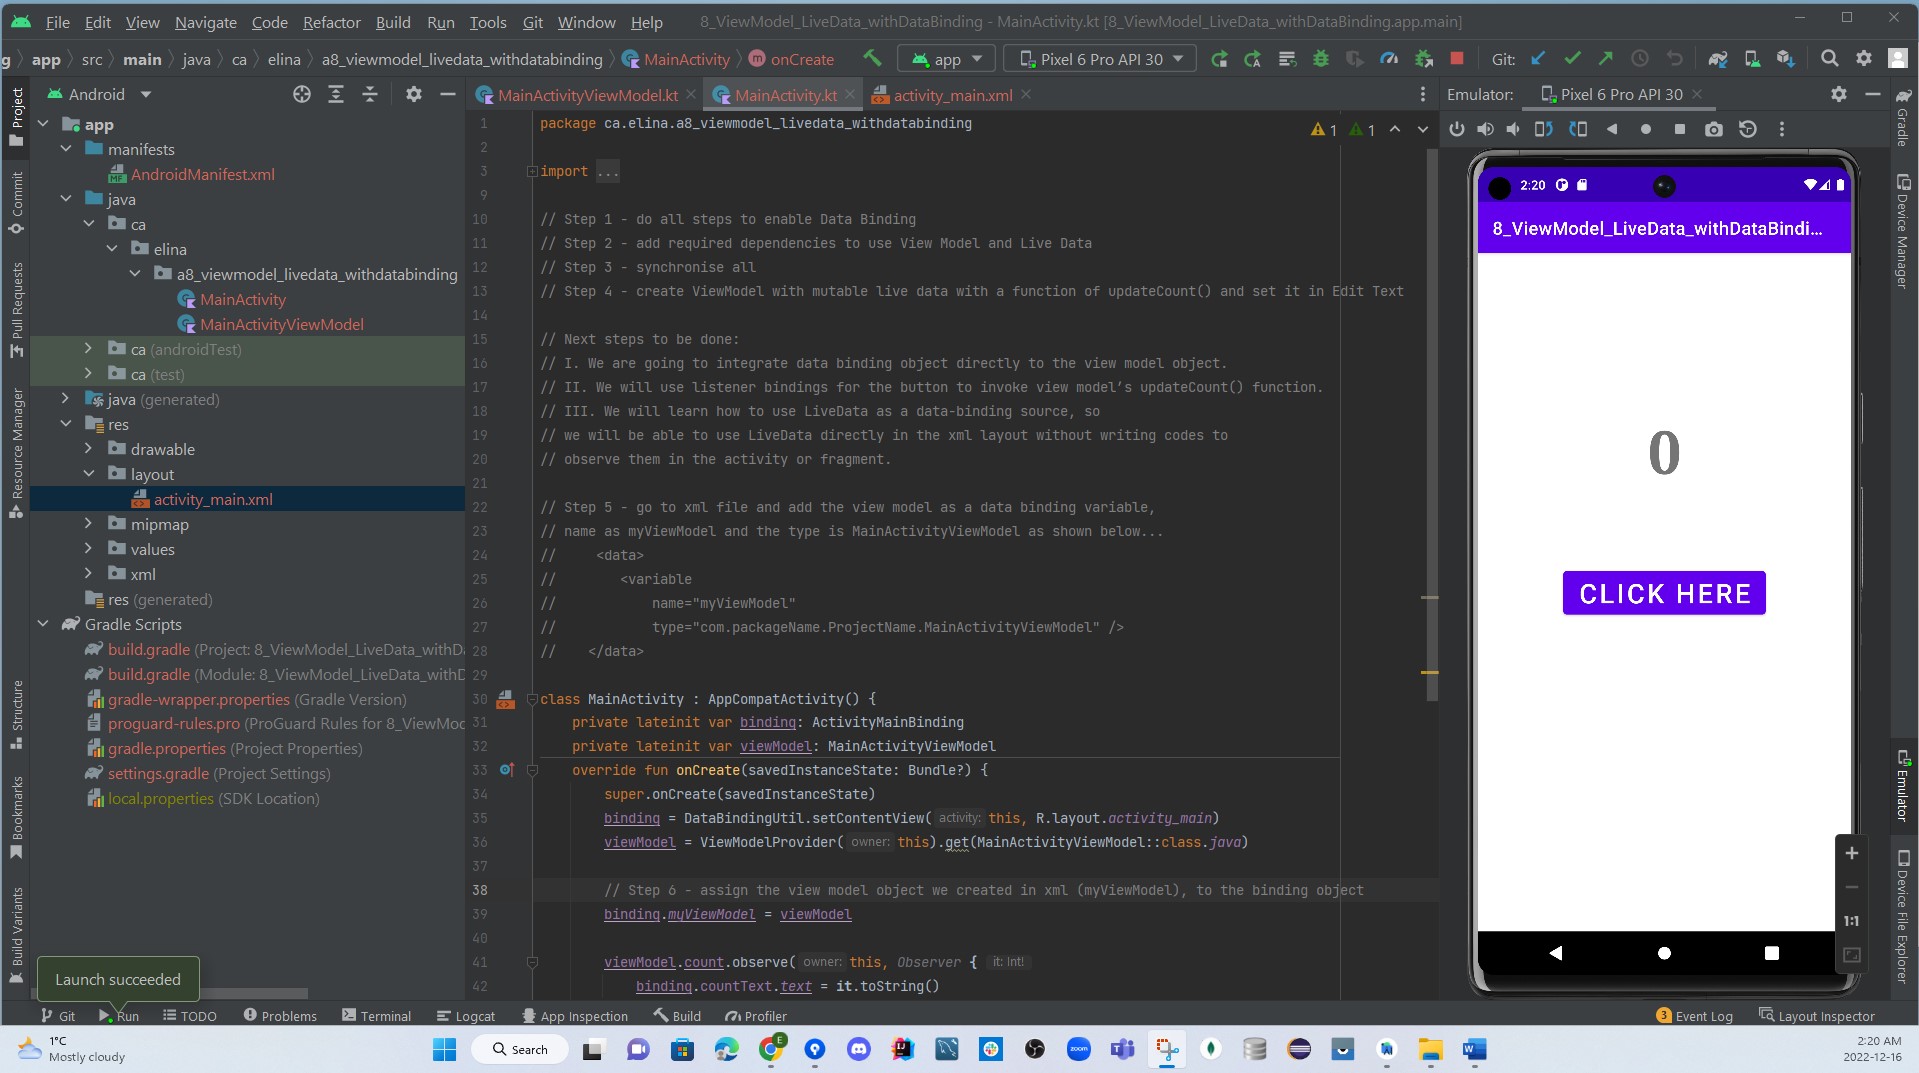 File Edit View Navigate Code Refactor Build Run Tools Git Window Help 8_ViewModel_LiveData_withDataBinding - MainActivity.kt [8_ViewModel_LiveData_withDataBinding.app.main]
g app src main java ca elina a8_viewmodel_livedata_withdatabinding MainActivity onCreate app Pixel 6 Pro API 30 Git:
Project
Commit
Pull Requests
Resource Manager
Structure
Bookmarks
Build Variants
Android
app
manifests
AndroidManifest.xml
java
ca
elina
a8_viewmodel_livedata_withdatabinding
MainActivity
MainActivityViewModel
ca (androidTest)
ca (test)
java (generated)
res
drawable
layout
activity_main.xml
mipmap
values
xml
res (generated)
Gradle Scripts
build.gradle (Project: 8_ViewModel_LiveData_withD
build.gradle (Module: 8_ViewModel_LiveData_withD
gradle-wrapper.properties (Gradle Version)
proguard-rules.pro (ProGuard Rules for 8_ViewMod
gradle.properties (Project Properties)
settings.gradle (Project Settings)
local.properties (SDK Location)
Launch succeeded
MainActivityViewModel.kt MainActivity.kt activity_main.xml
1 1
1 package ca.elina.a8_viewmodel_livedata_withdatabinding
2
3 import ...
9
10 // Step 1 - do all steps to enable Data Binding
11 // Step 2 - add required dependencies to use View Model and Live Data
12 // Step 3 - synchronise all
13 // Step 4 - create ViewModel with mutable live data with a function of updateCount() and set it in Edit Text
14
15 // Next steps to be done:
16 // I. We are going to integrate data binding object directly to the view model object.
17 // II. We will use listener bindings for the button to invoke view model’s updateCount() function.
18 // III. We will learn how to use LiveData as a data-binding source, so
19 // we will be able to use LiveData directly in the xml layout without writing codes to
20 // observe them in the activity or fragment.
21
22 // Step 5 - go to xml file and add the view model as a data binding variable,
23 // name as myViewModel and the type is MainActivityViewModel as shown below...
24 // <data>
25 // <variable
26 // name="myViewModel"
27 // type="com.packageName.ProjectName.MainActivityViewModel" />
28 // </data>
29
30 class MainActivity : AppCompatActivity() {
31 private lateinit var binding: ActivityMainBinding
32 private lateinit var viewModel: MainActivityViewModel
33 override fun onCreate(savedInstanceState: Bundle?) {
34 super.onCreate(savedInstanceState)
35 binding = DataBindingUtil.setContentView( activity: this, R.layout.activity_main)
36 viewModel = ViewModelProvider( owner: this).get(MainActivityViewModel::class.java)
37
38 // Step 6 - assign the view model object we created in xml (myViewModel), to the binding object
39 binding.myViewModel = viewModel
40
41 viewModel.count.observe( owner: this, Observer { it: Int!
42 binding.countText.text = it.toString()
Emulator: Pixel 6 Pro API 30
2:20
8_ViewModel_LiveData_withDataBindi...
0
CLICK HERE
1:1
Gradle
Device Manager
Emulator
Device File Explorer
Git Run TODO Problems Terminal Logcat App Inspection Build Profiler 3 Event Log Layout Inspector
1°C
Mostly cloudy
Search
E
zoom
2:20 AM
2022-12-16